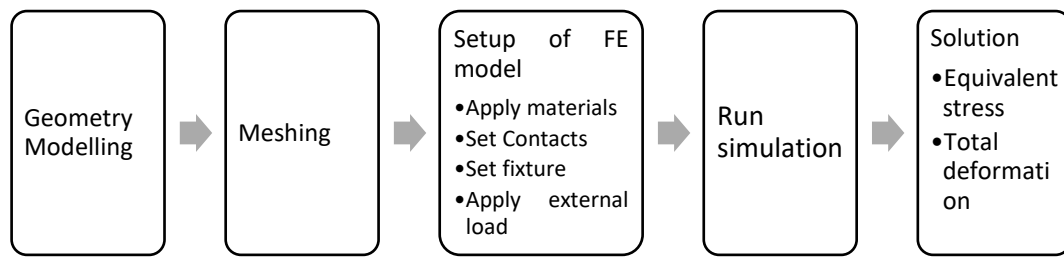 Geometry
Modelling
Meshing
Setup of FE
model
•Apply materials
•Set Contacts
•Set fixture
•Apply external
load
Run
simulation
Solution
•Equivalent
stress
•Total
deformati
on